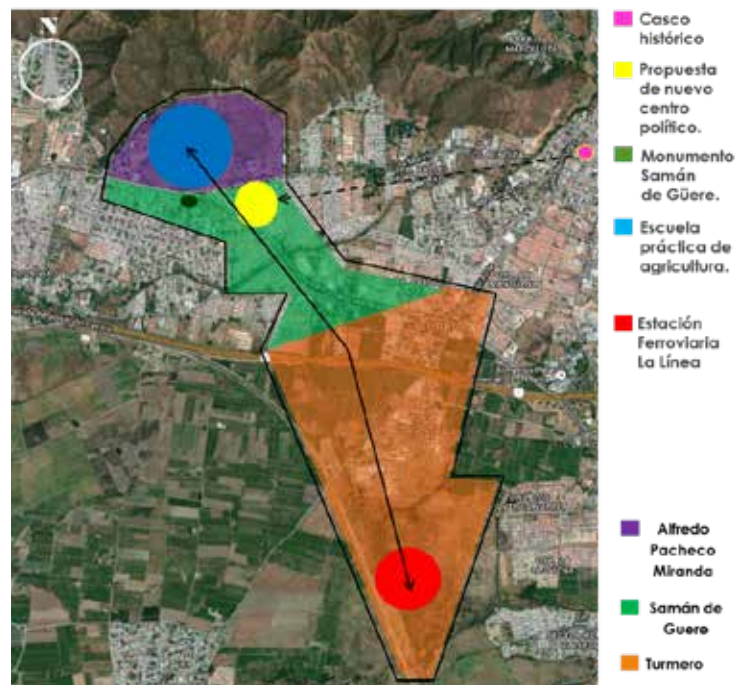 N
Casco
histórico
Propuesta
de nuevo
centro
político.
Monumento
Samán
de Güere.
Escuela
práctica de
agricultura.
Estación
Ferroviaria
La Línea
Alfredo
Pacheco
Miranda
Samán de
Guere
Turmero